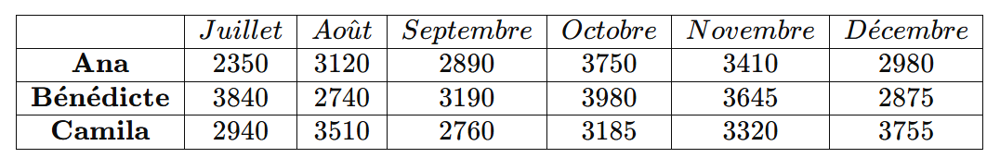 Juillet Août Septembre Octobre Novembre Décembre
Ana 2350 3120 2890 3750 3410 2980
Bénédicte 3840 2740 3190 3980 3645 2875
Camila 2940 3510 2760 3185 3320 3755